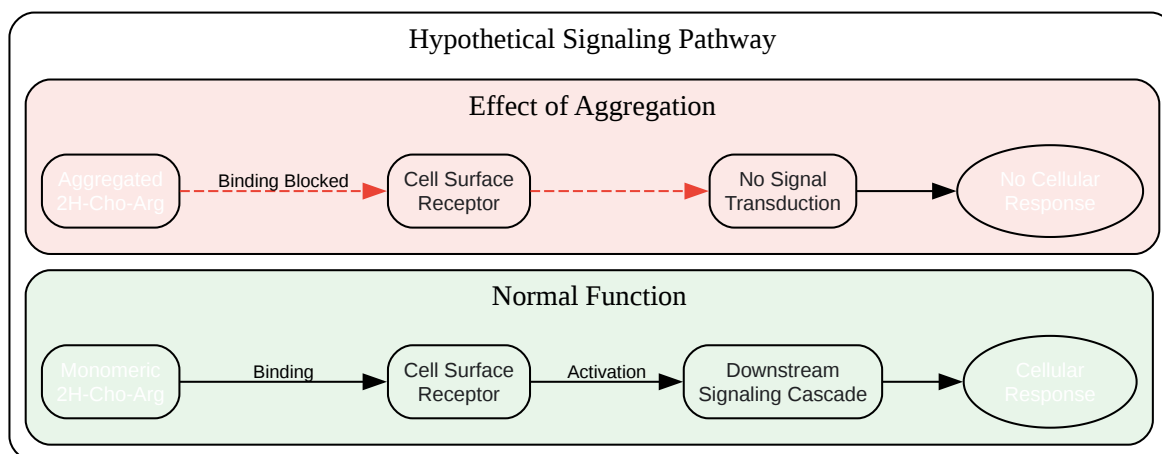 Hypothetical Signaling Pathway
Effect of Aggregation
Aggregated
2H-Cho-Arg
Binding Blocked
Cell Surface
Receptor
No Signal
Transduction
No Cellular
Response
Normal Function
Monomeric
2H-Cho-Arg
Binding
Cell Surface
Receptor
Activation
Downstream
Signaling Cascade
Cellular
Response